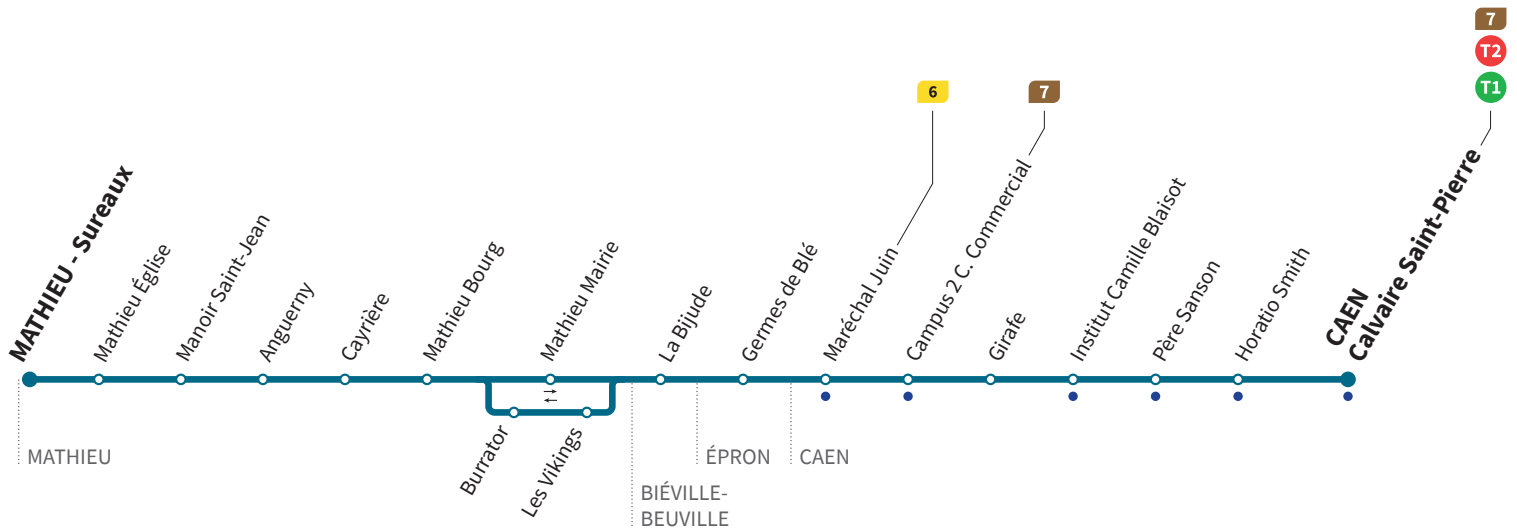 7
T2
T1
6
7
MATHIEU - Sureaux
Mathieu Église
Manoir Saint-Jean
Anguerny
Cayrière
Mathieu Bourg
Mathieu Mairie
La Bijude
Germes de Blé
Maréchal Juin
Campus 2 C. Commercial
Girafe
Institut Camille Blaisot
Père Sanson
Horatio Smith
CAEN
Calvaire Saint-Pierre
Burrator
Les Vikings
MATHIEU
BIÉVILLE-
BEUVILLE
ÉPRON
CAEN